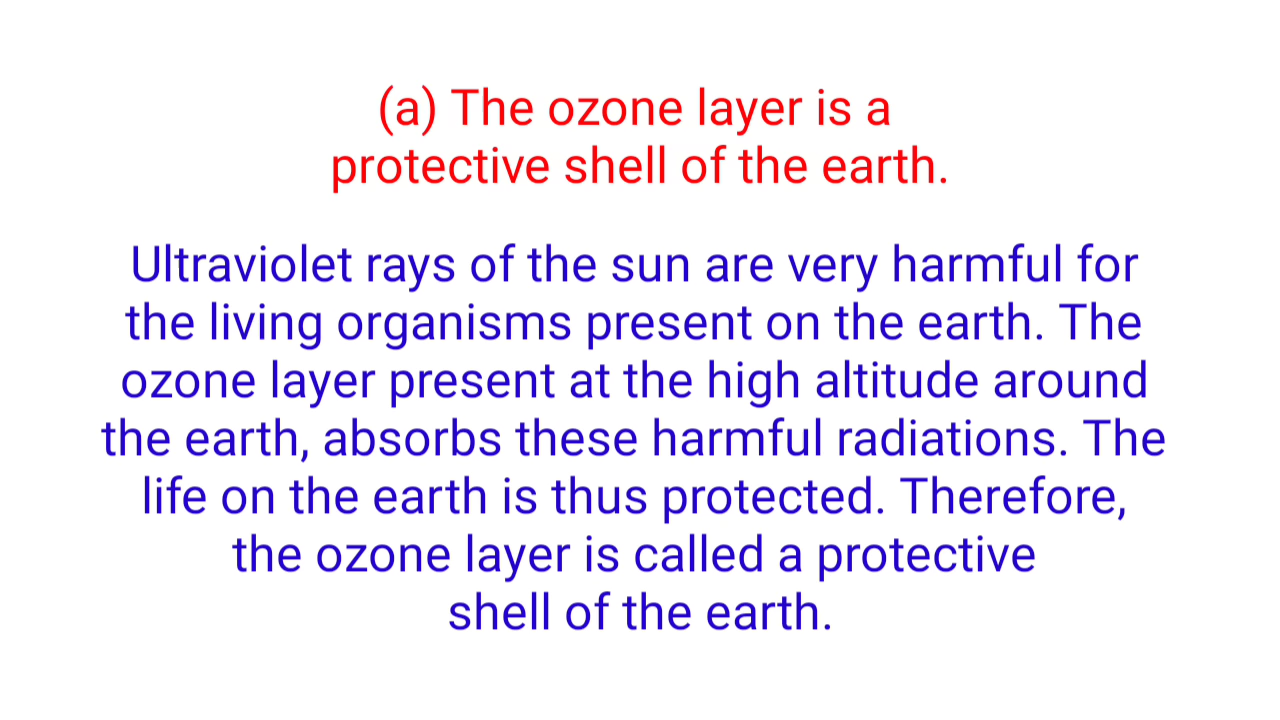 (a) The ozone layer is a
protective shell of the earth.
Ultraviolet rays of the sun are very harmful for
the living organisms present on the earth. The
ozone layer present at the high altitude around
the earth, absorbs these harmful radiations. The
life on the earth is thus protected. Therefore,
the ozone layer is called a protective
shell of the earth.